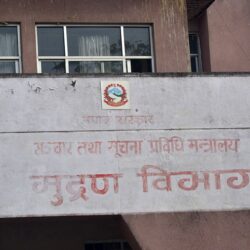 नेपाल सरकार
सञ्चार तथा सूचना प्रविधि मन्त्रालय
मुद्रण विभाग